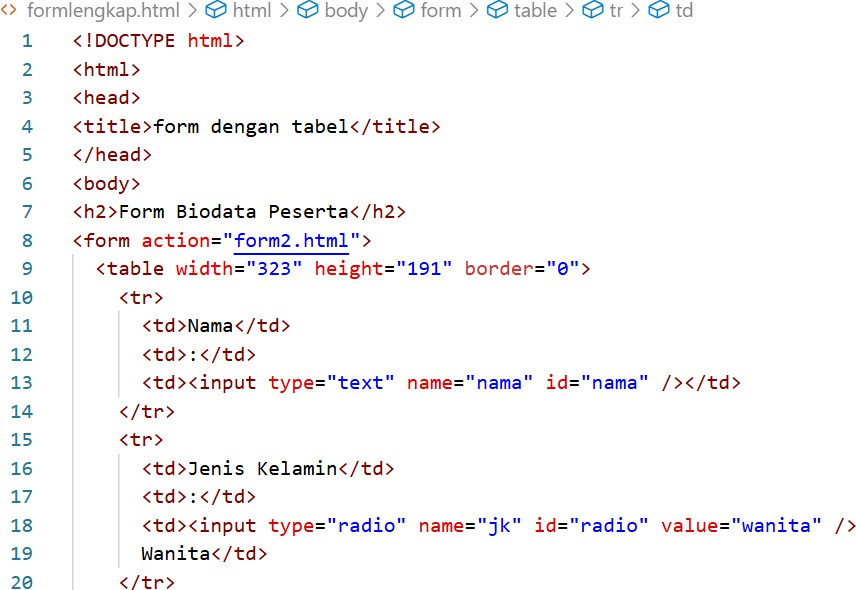 formlengkap.html > html > body > form > table > tr > td
1 <!DOCTYPE html>
2 <html>
3 <head>
4 <title>form dengan tabel</title>
5 </head>
6 <body>
7 <h2>Form Biodata Peserta</h2>
8 <form action="form2.html">
9   <table width="323" height="191" border="0">
10     <tr>
11       <td>Nama</td>
12       <td>:</td>
13       <td><input type="text" name="nama" id="nama" /></td>
14     </tr>
15     <tr>
16       <td>Jenis Kelamin</td>
17       <td>:</td>
18       <td><input type="radio" name="jk" id="radio" value="wanita" />
19       Wanita</td>
20     </tr>